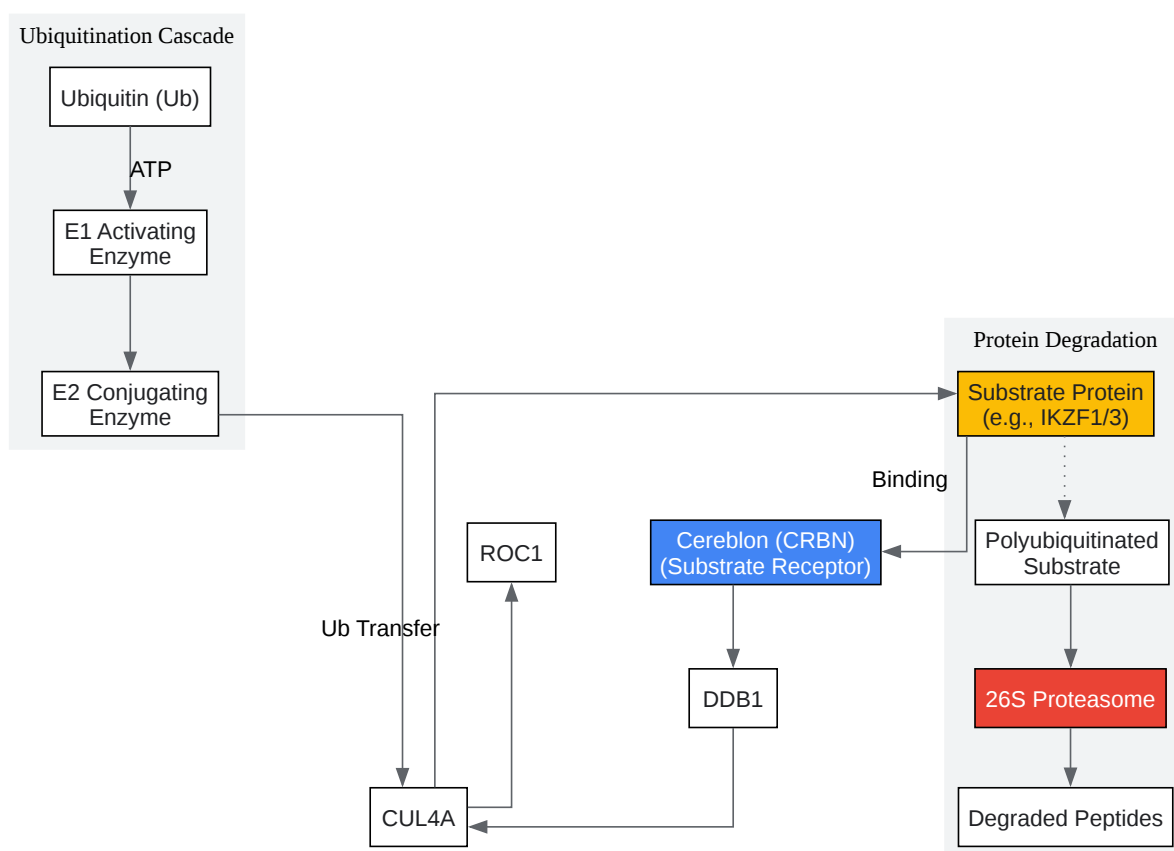 Ubiquitination Cascade
Ubiquitin (Ub)
ATP
E1 Activating
Enzyme
E2 Conjugating
Enzyme
Protein Degradation
Substrate Protein
(e.g., IKZF1/3)
Binding
ROC1
Cereblon (CRBN)
(Substrate Receptor)
Polyubiquitinated
Substrate
Ub Transfer
DDB1
26S Proteasome
CUL4A
Degraded Peptides